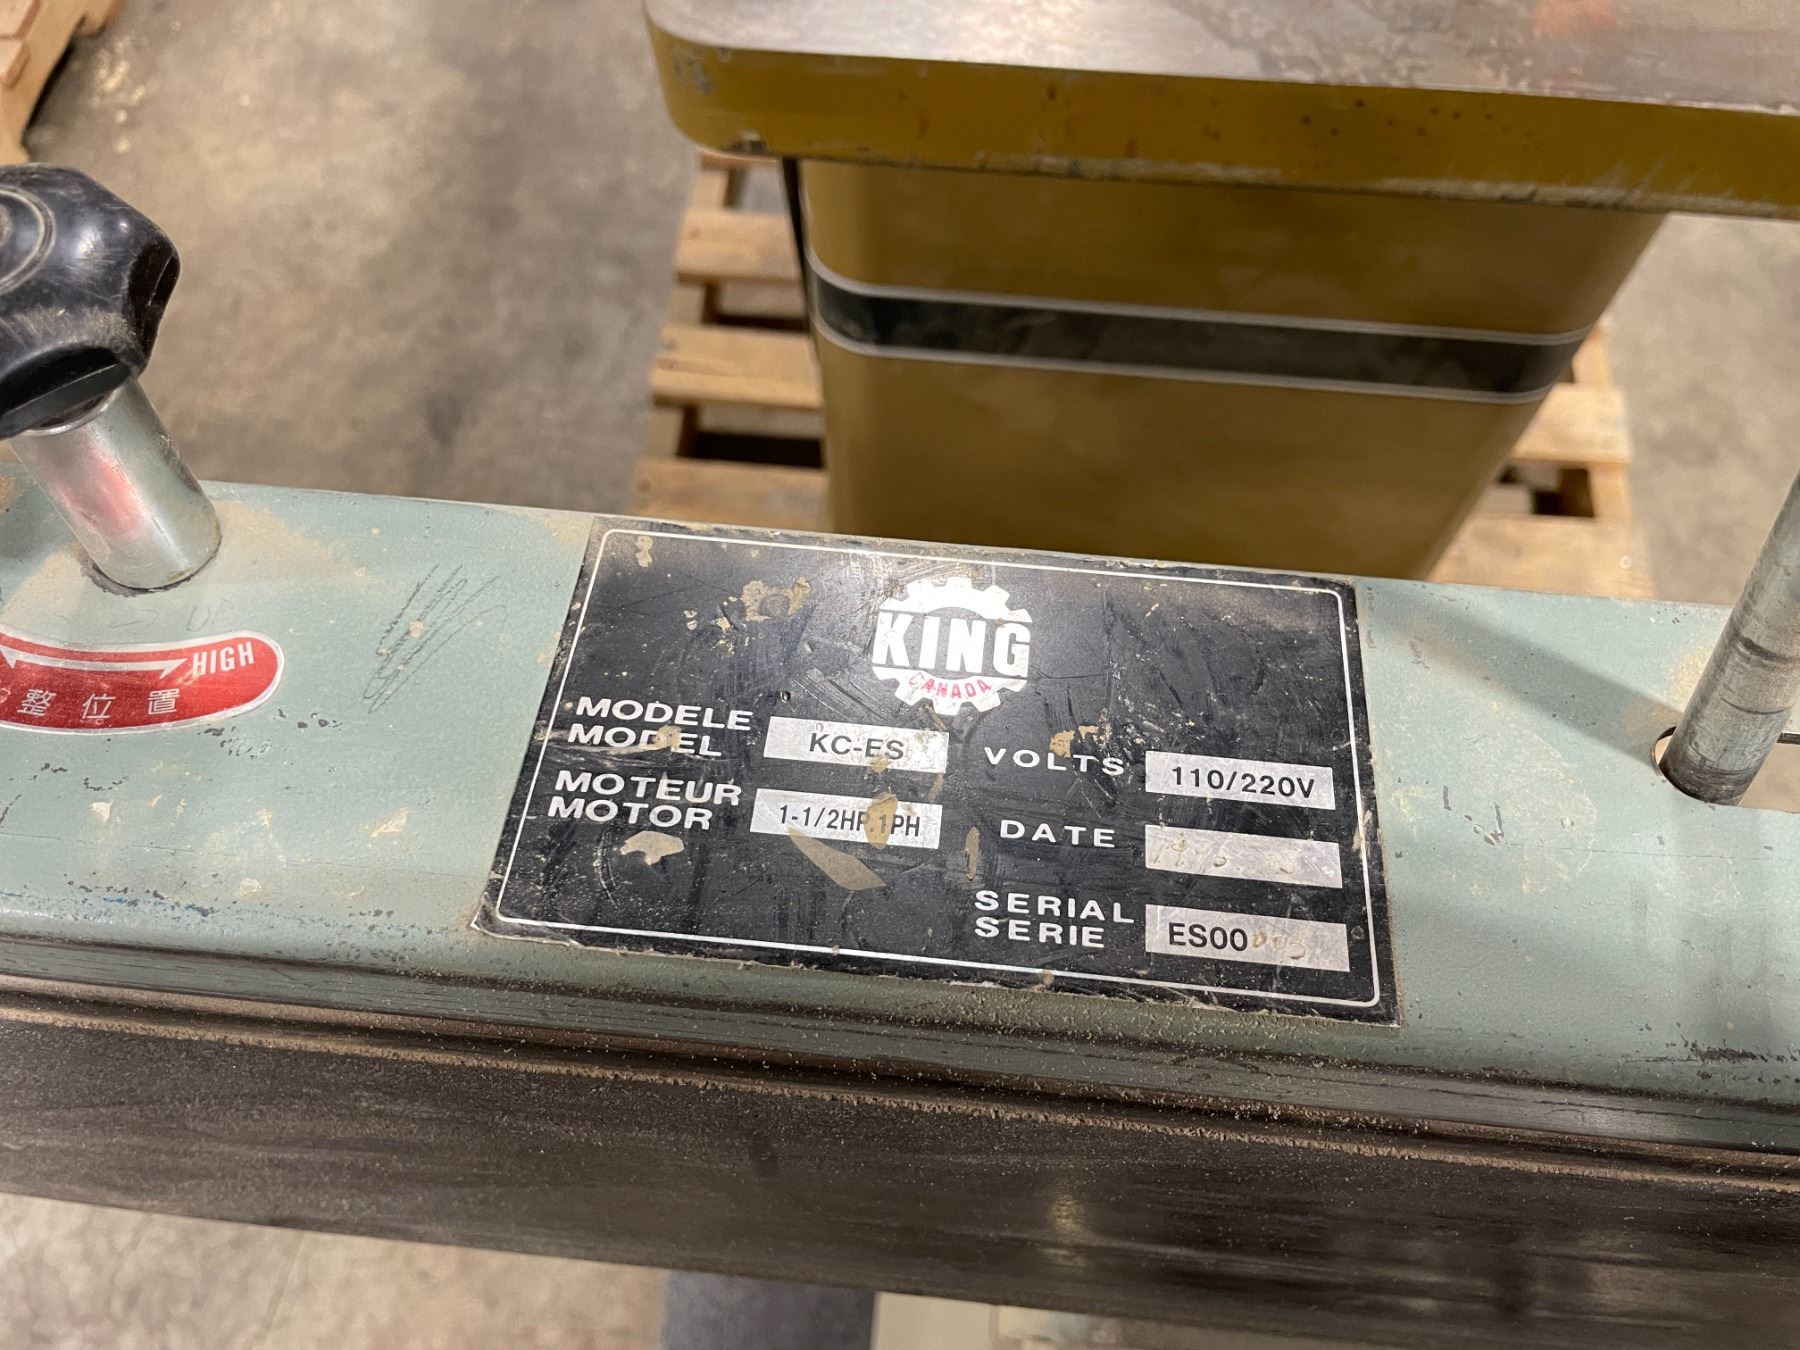 HIGH
整位置
KING
CANADA
MODELE
MODEL
KC-ES
MOTEUR
MOTOR
1-1/2HP 1PH
VOLTS
110/220V
DATE
SERIAL
SERIE
ES00